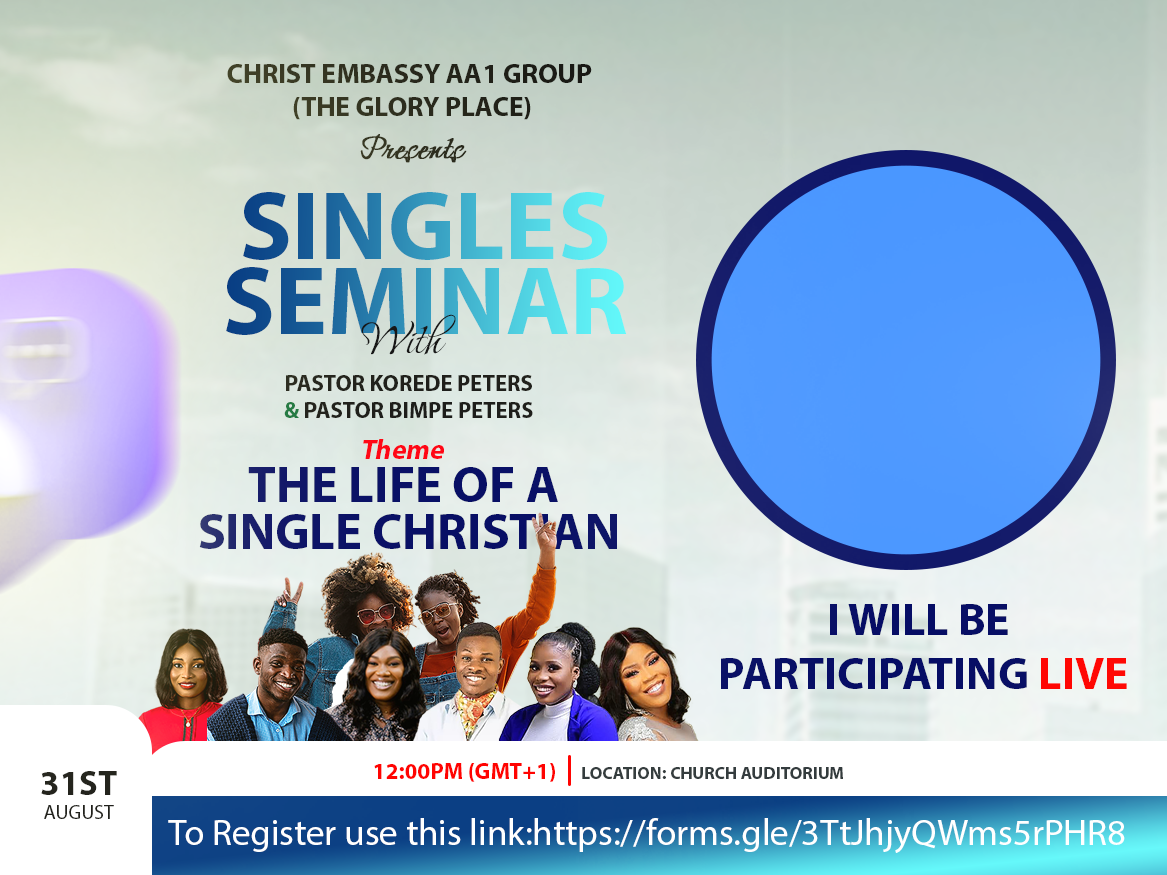 CHRIST EMBASSY AA1 GROUP
(THE GLORY PLACE)
Presents
SINGLES
SEMINAR
With
PASTOR KOREDE PETERS
& PASTOR BIMPE PETERS
Theme
THE LIFE OF A
SINGLE CHRISTIAN
I WILL BE
PARTICIPATING LIVE
31ST
AUGUST
12:00PM (GMT+1) | LOCATION: CHURCH AUDITORIUM
To Register use this link:https://forms.gle/3TtJhjyQWms5rPHR8